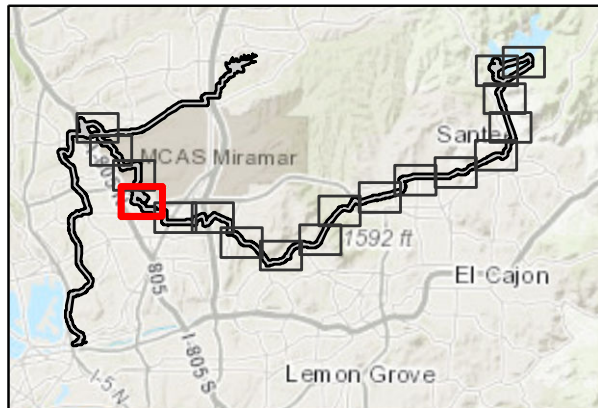 Santee
MCAS Miramar
1592 ft
El Cajon
805
I-805 S
Lemon Grove
I-5 N